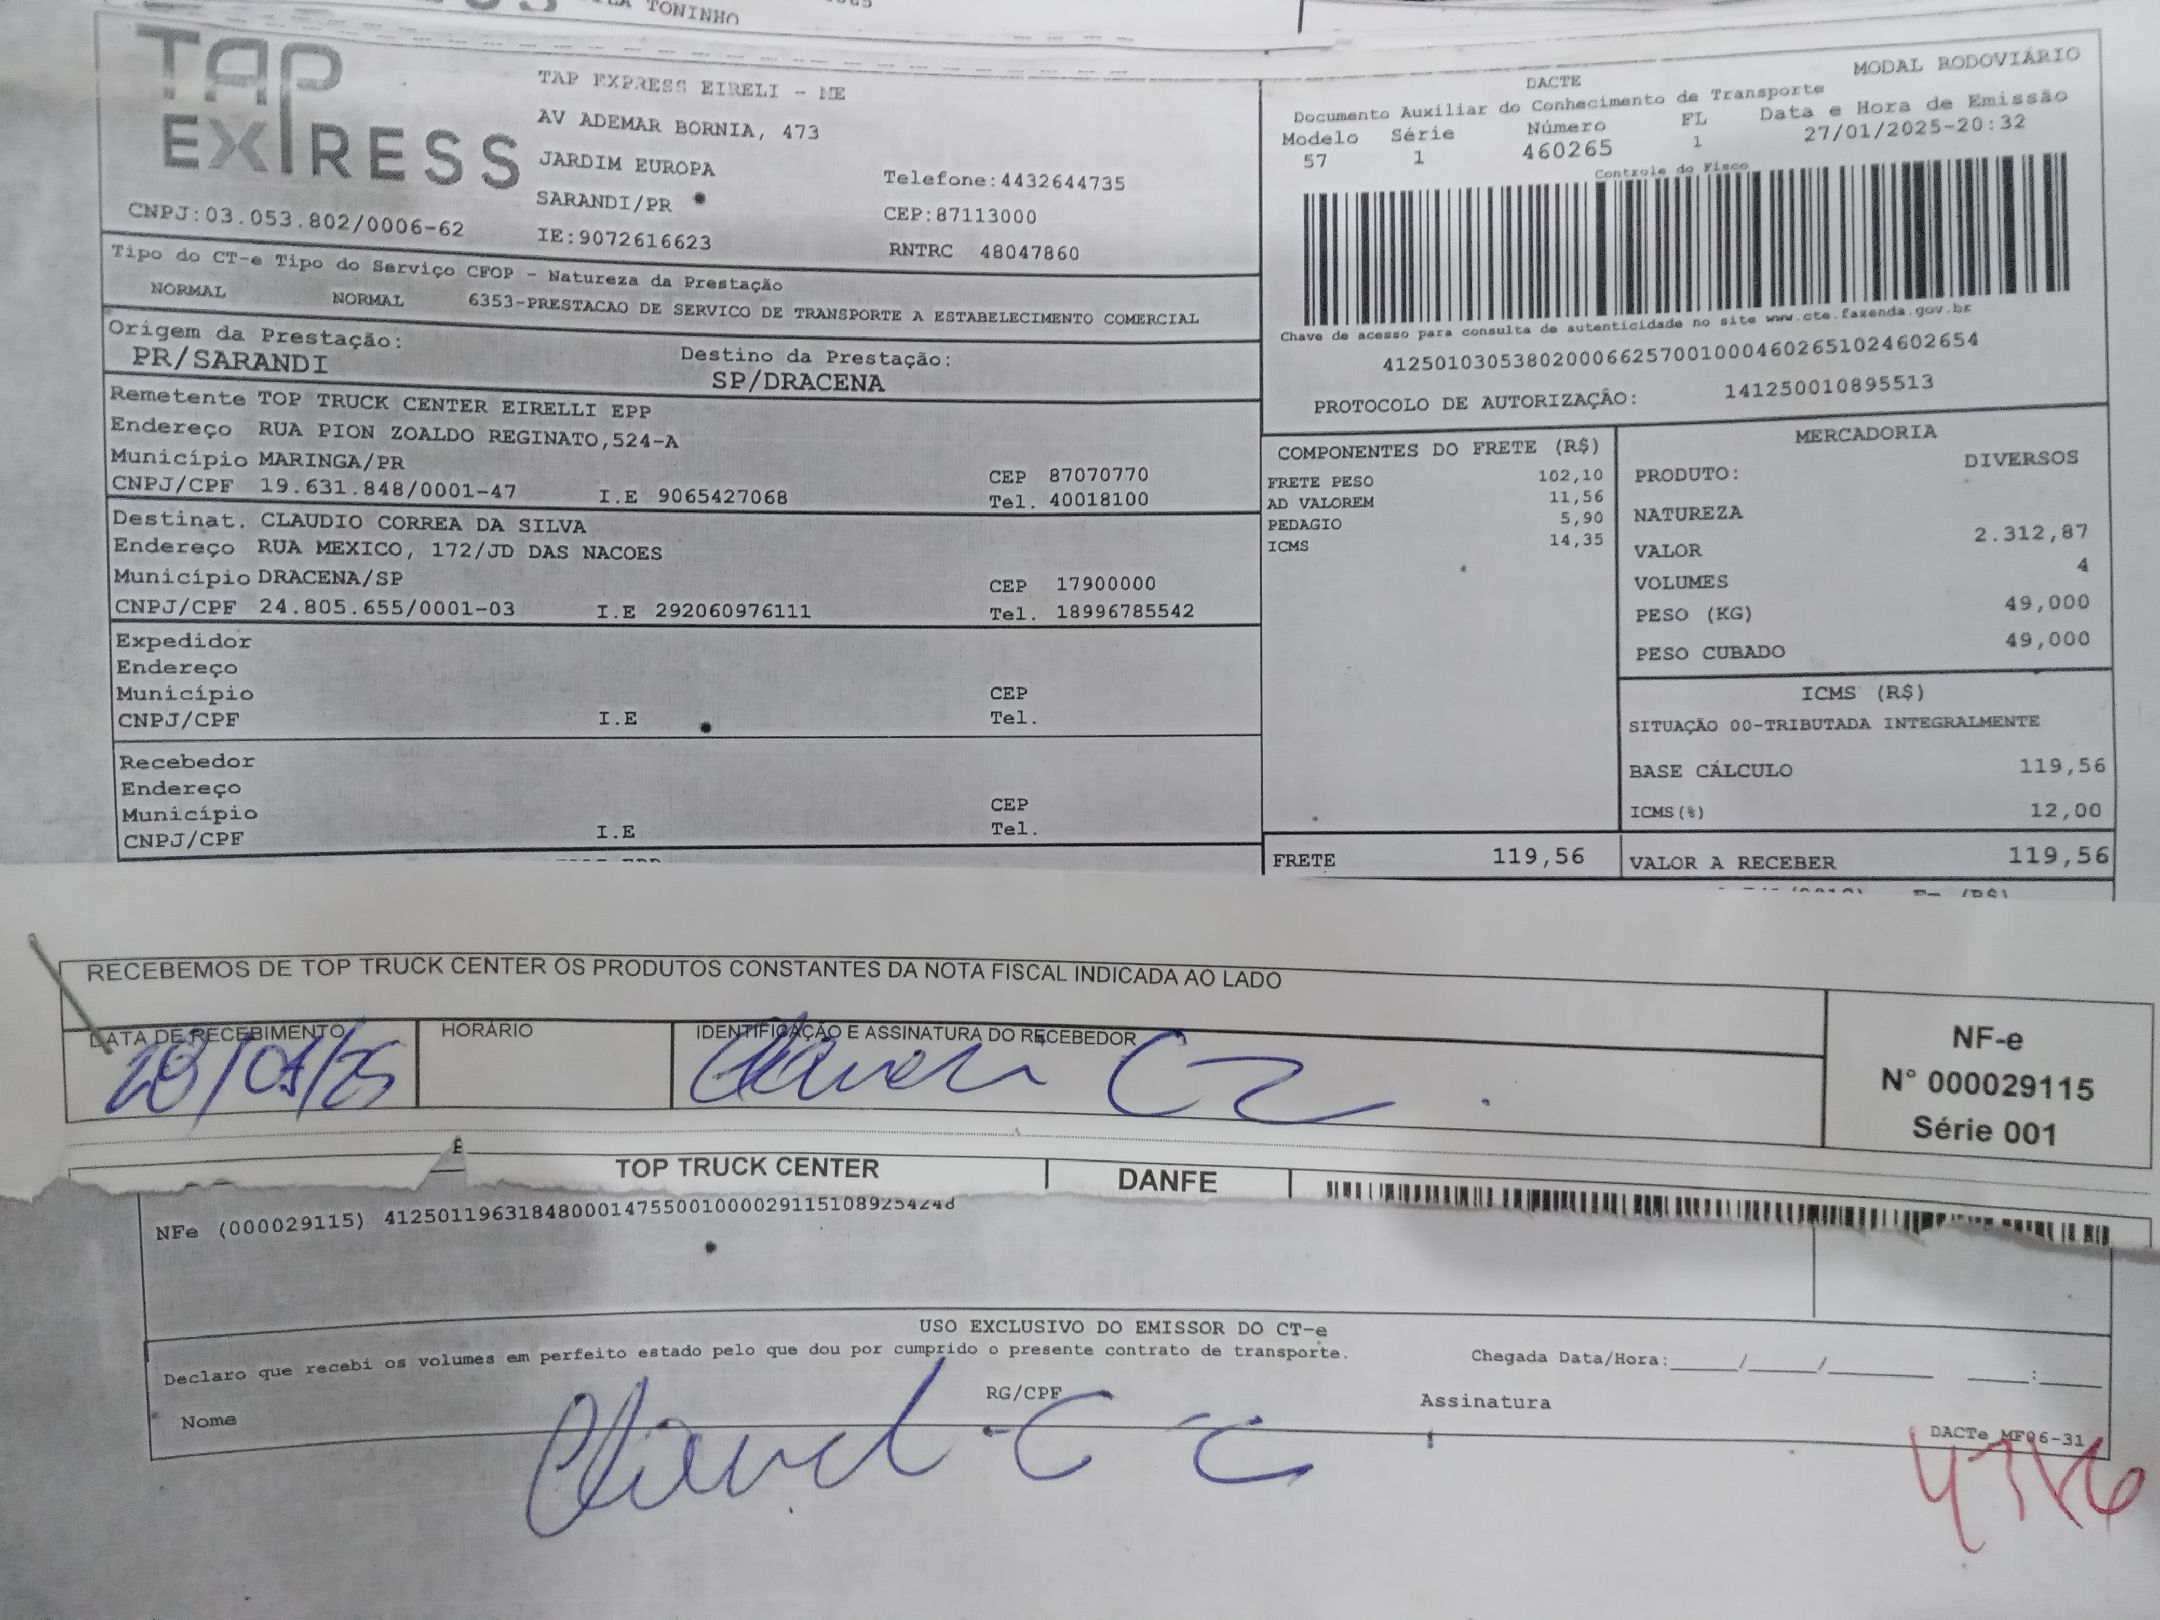 TONINHO
TAP
EXPRESS
CNPJ:03.053.802/0006-62
TAP EXPRESS EIRELI - ME
AV ADEMAR BORNIA, 473
JARDIM EUROPA
SARANDI/PR
IE:9072616623
Telefone:4432644735
CEP:87113000
RNTRC 48047860
DACTE
MODAL RODOVIÁRIO
Documento Auxiliar do Conhecimento de Transporte
Modelo Série Número FL Data e Hora de Emissão
57 1 460265 1 27/01/2025-20:32
Controle do Fisco
Chave de acesso para consulta de autenticidade no site www.cte.fazenda.gov.br
41250103053802000662570010004602651024602654
PROTOCOLO DE AUTORIZAÇÃO: 141250010895513
Tipo do CT-e Tipo do Serviço CFOP - Natureza da Prestação
NORMAL NORMAL 6353-PRESTACAO DE SERVICO DE TRANSPORTE A ESTABELECIMENTO COMERCIAL
Origem da Prestação: Destino da Prestação:
PR/SARANDI SP/DRACENA
Remetente TOP TRUCK CENTER EIRELLI EPP
Endereço RUA PION ZOALDO REGINATO,524-A
Município MARINGA/PR CEP 87070770
CNPJ/CPF 19.631.848/0001-47 I.E 9065427068 Tel. 40018100
Destinat. CLAUDIO CORREA DA SILVA
Endereço RUA MEXICO, 172/JD DAS NACOES
Município DRACENA/SP CEP 17900000
CNPJ/CPF 24.805.655/0001-03 I.E 292060976111 Tel. 18996785542
Expedidor
Endereço
Município CEP
CNPJ/CPF I.E Tel.
Recebedor
Endereço
Município CEP
CNPJ/CPF I.E Tel.
COMPONENTES DO FRETE (R$)
FRETE PESO 102,10
AD VALOREM 11,56
PEDAGIO 5,90
ICMS 14,35
FRETE 119,56
MERCADORIA
PRODUTO: DIVERSOS
NATUREZA
VALOR 2.312,87
VOLUMES 4
PESO (KG) 49,000
PESO CUBADO 49,000
ICMS (R$)
SITUAÇÃO 00-TRIBUTADA INTEGRALMENTE
BASE CÁLCULO 119,56
ICMS(%) 12,00
VALOR A RECEBER 119,56
RECEBEMOS DE TOP TRUCK CENTER OS PRODUTOS CONSTANTES DA NOTA FISCAL INDICADA AO LADO
DATA DE RECEBIMENTO HORÁRIO IDENTIFICAÇÃO E ASSINATURA DO RECEBEDOR
NF-e
N° 000029115
Série 001
TOP TRUCK CENTER DANFE
NFe (000029115) 41250119631848000147550010000291151089254248
USO EXCLUSIVO DO EMISSOR DO CT-e
Declaro que recebi os volumes em perfeito estado pelo que dou por cumprido o presente contrato de transporte. Chegada Data/Hora:_____/_____/_______ ____:____
Nome RG/CPF Assinatura
DACTe MF06-31